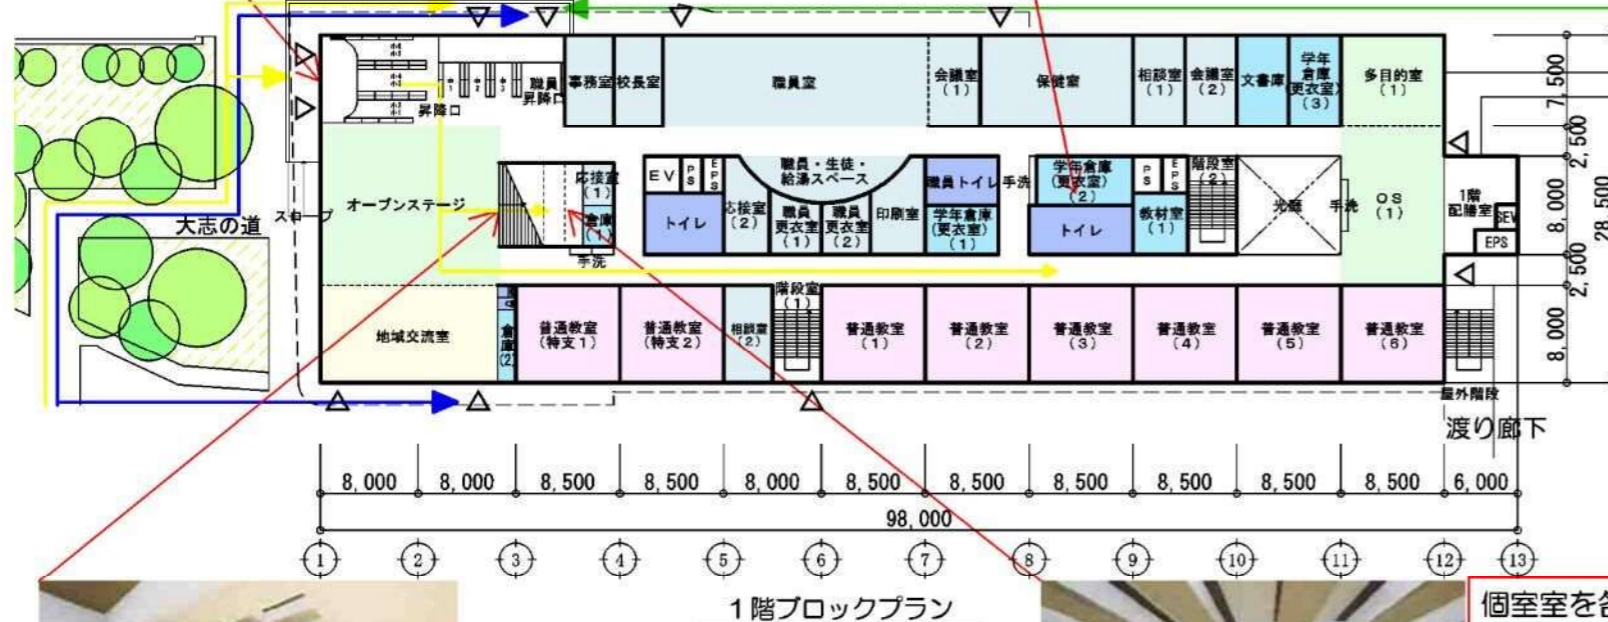 職員
昇降口
昇降口
事務室
校長室
職員室
会議室
(1)
保健室
相談室
(1)
会議室
(2)
文書庫
学年
倉庫
(更衣室)
(3)
多目的室
(1)
7,500
2,500
8,000
2,500
8,000
28,500
大志の道
スロープ
オープンステージ
応接室
(1)
倉庫
(1)
手洗
EV
PS
EPS
トイレ
職員・生徒・
給湯スペース
応接室
(2)
職員
更衣室
(1)
職員
更衣室
(2)
印刷室
職員トイレ
手洗
学年倉庫
(更衣室)
(1)
学年倉庫
(更衣室)
(2)
トイレ
PS
EPS
教材室
(1)
階段室
(2)
光庭
手洗
OS
(1)
1階
配膳室
SEV
EPS
地域交流室
倉庫
(2)
普通教室
(特支1)
普通教室
(特支2)
相談室
(2)
階段室
(1)
普通教室
(1)
普通教室
(2)
普通教室
(3)
普通教室
(4)
普通教室
(5)
普通教室
(6)
屋外階段
渡り廊下
8,000 8,000 8,500 8,500 8,000 8,500 8,500 8,500 8,500 8,500 8,500 6,000
98,000
1 2 3 4 5 6 7 8 9 10 11 12 13
1階ブロックプラン
個室室を